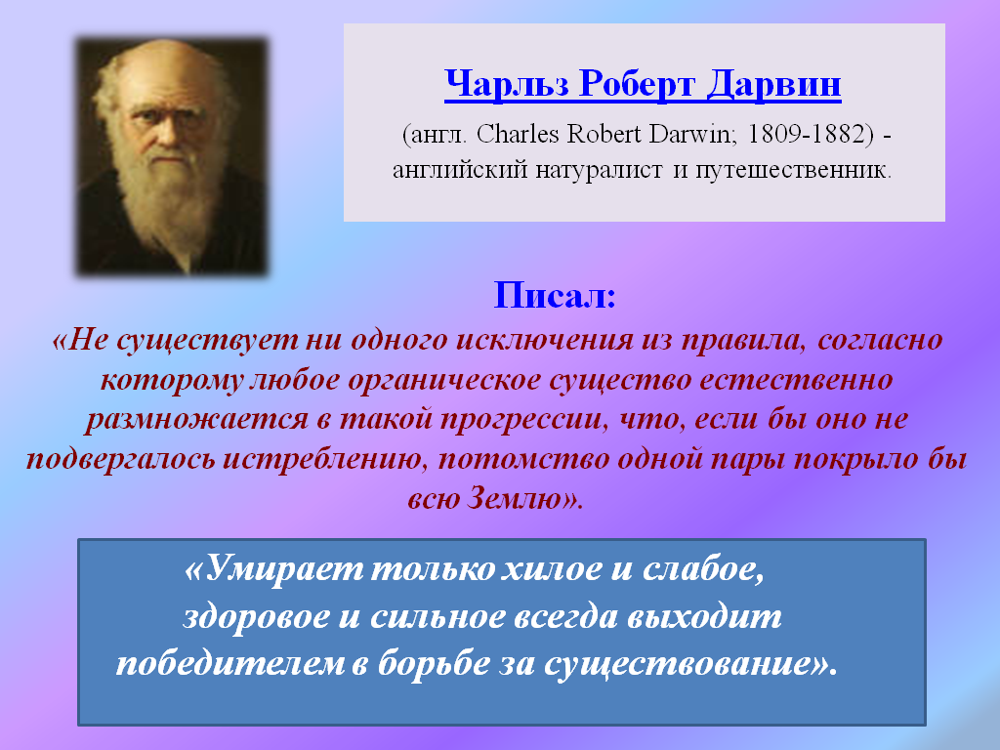 Чарльз Роберт Дарвин
(англ. Charles Robert Darwin; 1809-1882) -
английский натуралист и путешественник.
Писал:
«Не существует ни одного исключения из правила, согласно
которому любое органическое существо естественно
размножается в такой прогрессии, что, если бы оно не
подвергалось истреблению, потомство одной пары покрыло бы
всю Землю».
«Умирает только хилое и слабое,
здоровое и сильное всегда выходит
победителем в борьбе за существование».